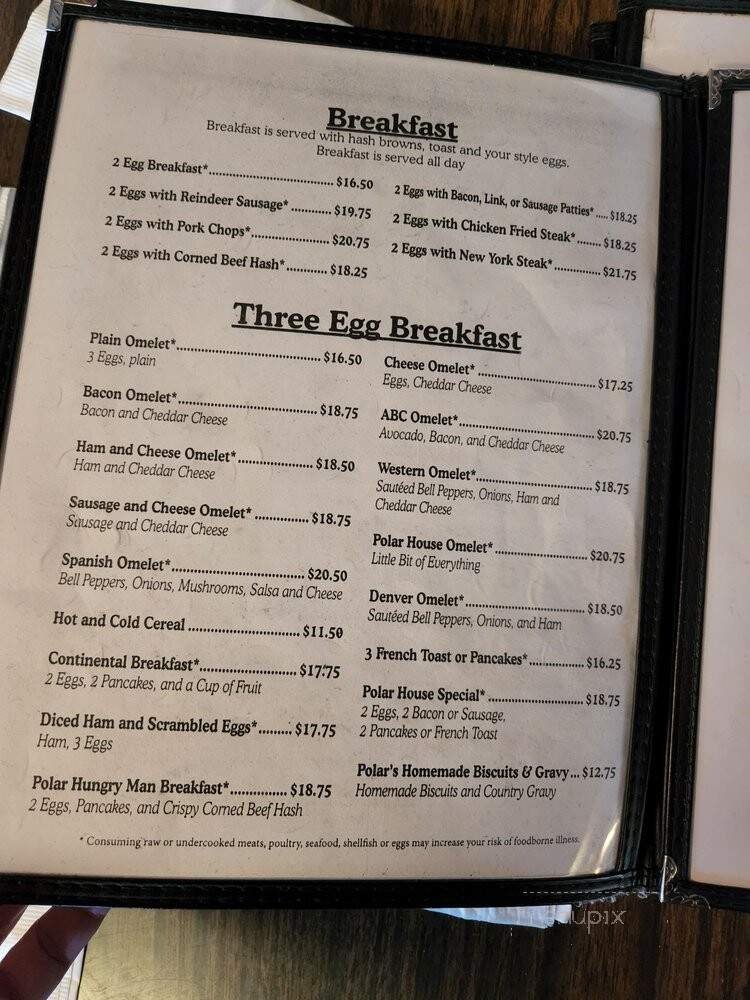 Breakfast
Breakfast is served with hash browns, toast and your style eggs.
Breakfast is served all day
2 Egg Breakfast*................................ $16.50
2 Eggs with Reindeer Sausage* ........... $19.75
2 Eggs with Pork Chops*.................... $20.75
2 Eggs with Corned Beef Hash*........... $18.25
2 Eggs with Bacon, Link, or Sausage Patties* ..... $18.25
2 Eggs with Chicken Fried Steak*........ $18.25
2 Eggs with New York Steak*............... $21.75
Three Egg Breakfast
Plain Omelet*..................................... $16.50
3 Eggs, plain
Bacon Omelet*.................................... $18.75
Bacon and Cheddar Cheese
Ham and Cheese Omelet*................... $18.50
Ham and Cheddar Cheese
Sausage and Cheese Omelet* .............. $18.75
Sausage and Cheddar Cheese
Spanish Omelet*.................................. $20.50
Bell Peppers, Onions, Mushrooms, Salsa and Cheese
Hot and Cold Cereal ............................ $11.50
Continental Breakfast*......................... $17.75
2 Eggs, 2 Pancakes, and a Cup of Fruit
Diced Ham and Scrambled Eggs*......... $17.75
Ham, 3 Eggs
Polar Hungry Man Breakfast*............... $18.75
2 Eggs, Pancakes, and Crispy Corned Beef Hash
Cheese Omelet* .............................. $17.25
Eggs, Cheddar Cheese
ABC Omelet*................................... $20.75
Avocado, Bacon, and Cheddar Cheese
Western Omelet*.............................. $18.75
Sautéed Bell Peppers, Onions, Ham and
Cheddar Cheese
Polar House Omelet* ........................ $20.75
Little Bit of Everything
Denver Omelet*............................... $18.50
Sautéed Bell Peppers, Onions, and Ham
3 French Toast or Pancakes*.............. $16.25
Polar House Special* ........................ $18.75
2 Eggs, 2 Bacon or Sausage,
2 Pancakes or French Toast
Polar's Homemade Biscuits & Gravy... $12.75
Homemade Biscuits and Country Gravy
* Consuming raw or undercooked meats, poultry, seafood, shellfish or eggs may increase your risk of foodborne illness.